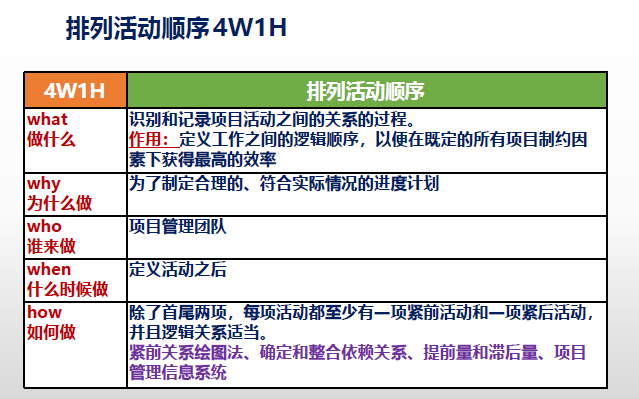 排列活动顺序4W1H
4W1H
排列活动顺序
what
做什么
识别和记录项目活动之间的关系的过程。
作用：定义工作之间的逻辑顺序，以便在既定的所有项目制约因
素下获得最高的效率
why
为什么做
为了制定合理的、符合实际情况的进度计划
who
谁来做
项目管理团队
when
什么时候做
定义活动之后
how
如何做
除了首尾两项，每项活动都至少有一项紧前活动和一项紧后活动，
并且逻辑关系适当。
紧前关系绘图法、确定和整合依赖关系、提前量和滞后量、项目
管理信息系统